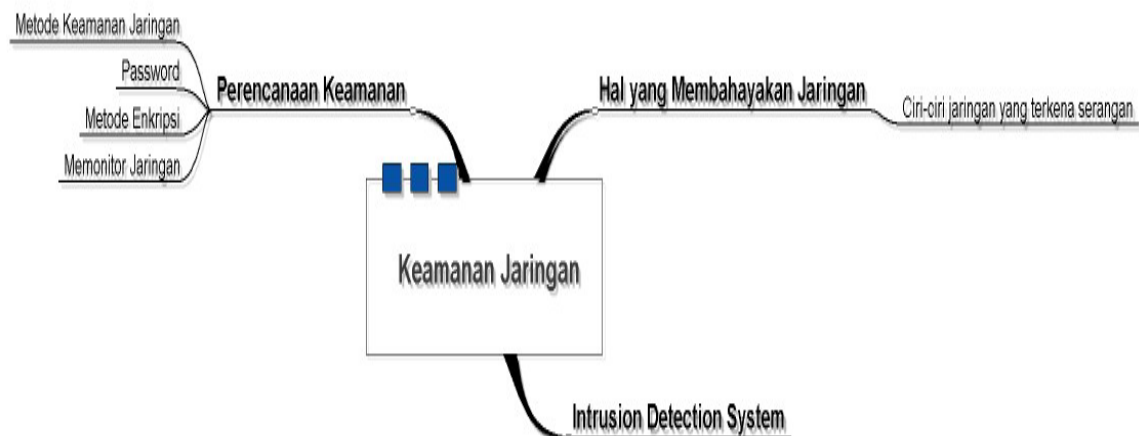 Metode Keamanan Jaringan
Password
Metode Enkripsi
Memonitor Jaringan
Perencanaan Keamanan
Hal yang Membahayakan Jaringan
Ciri-ciri jaringan yang terkena serangan
Keamanan Jaringan
Intrusion Detection System